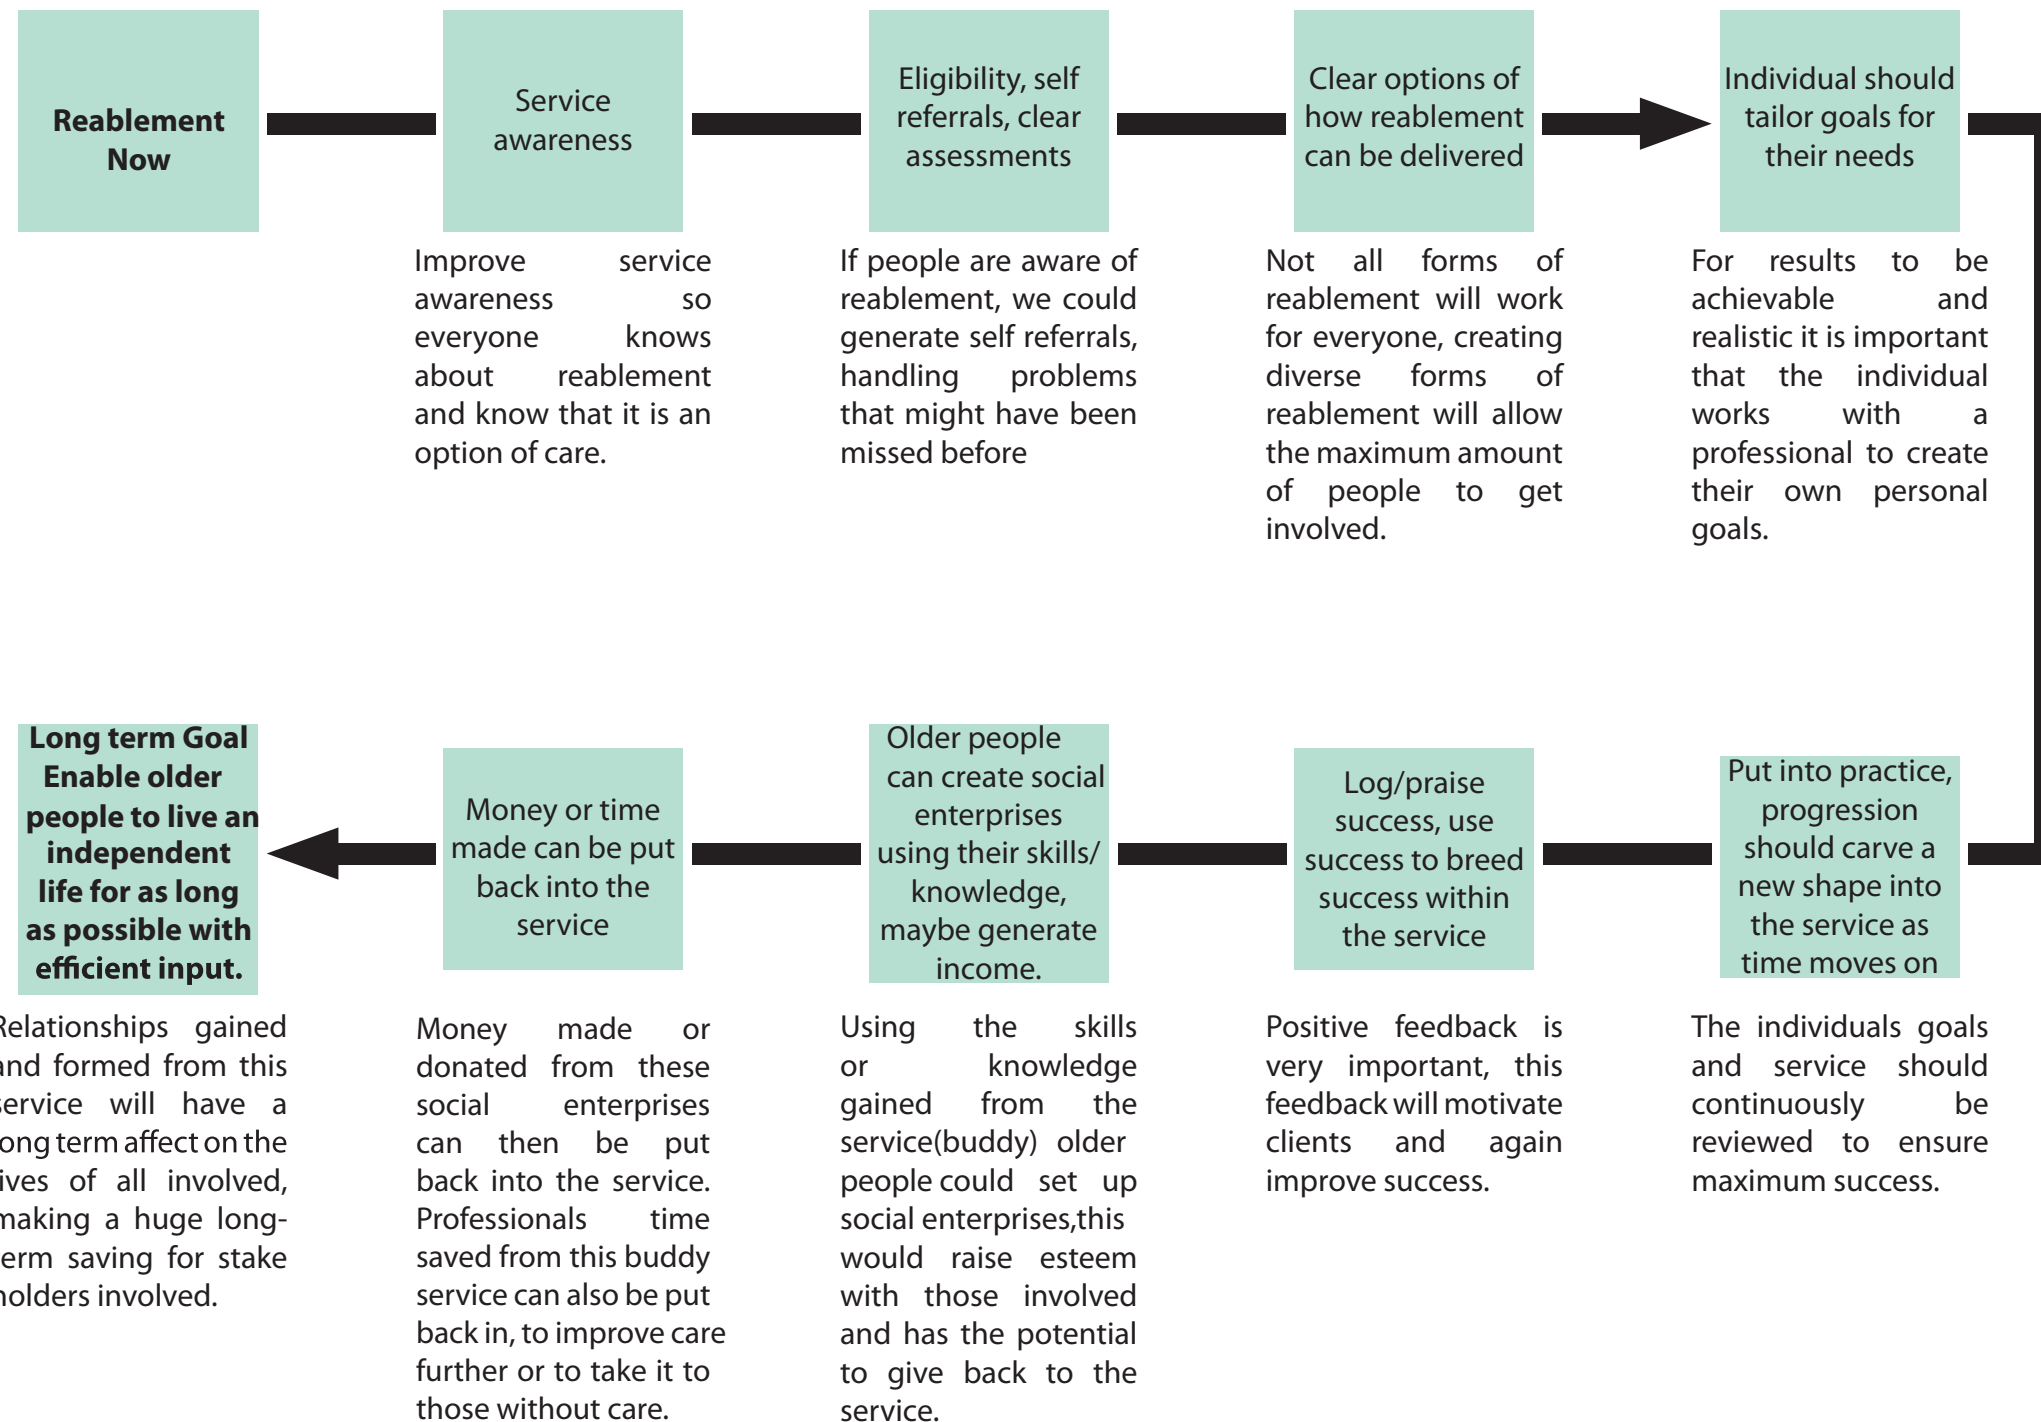 Reablement
Now
Service
awareness
Eligibility, self
referrals, clear
assessments
Clear options of
how reablement
can be delivered
Individual should
tailor goals for
their needs
Improve service
awareness so
everyone knows
about reablement
and know that it is an
option of care.
If people are aware of
reablement, we could
generate self referrals,
handling problems
that might have been
missed before
Not all forms of
reablement will work
for everyone, creating
diverse forms of
reablement will allow
the maximum amount
of people to get
involved.
For results to be
achievable and
realistic it is important
that the individual
works with a
professional to create
their own personal
goals.
Long term Goal
Enable older
people to live an
independent
life for as long
as possible with
efficient input.
Money or time
made can be put
back into the
service
Older people
can create social
enterprises
using their skills/
knowledge,
maybe generate
income.
Log/praise
success, use
success to breed
success within
the service
Put into practice,
progression
should carve a
new shape into
the service as
time moves on
Relationships gained
and formed from this
service will have a
long term affect on the
lives of all involved,
making a huge long-
term saving for stake
holders involved.
Money made or
donated from these
social enterprises
can then be put
back into the service.
Professionals time
saved from this buddy
service can also be put
back in, to improve care
further or to take it to
those without care.
Using the skills
or knowledge
gained from the
service(buddy) older
people could set up
social enterprises,this
would raise esteem
with those involved
and has the potential
to give back to the
service.
Positive feedback is
very important, this
feedback will motivate
clients and again
improve success.
The individuals goals
and service should
continuously be
reviewed to ensure
maximum success.